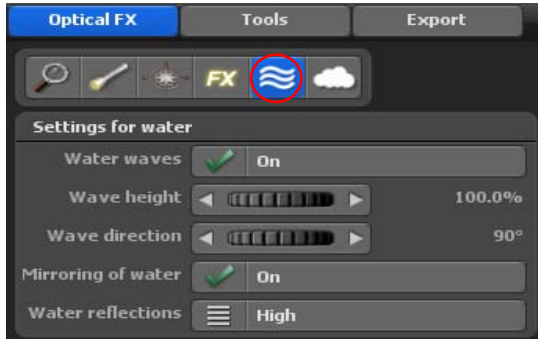 Optical FX Tools Export
FX
Settings for water
Water waves On
Wave height 100.0%
Wave direction 90°
Mirroring of water On
Water reflections High